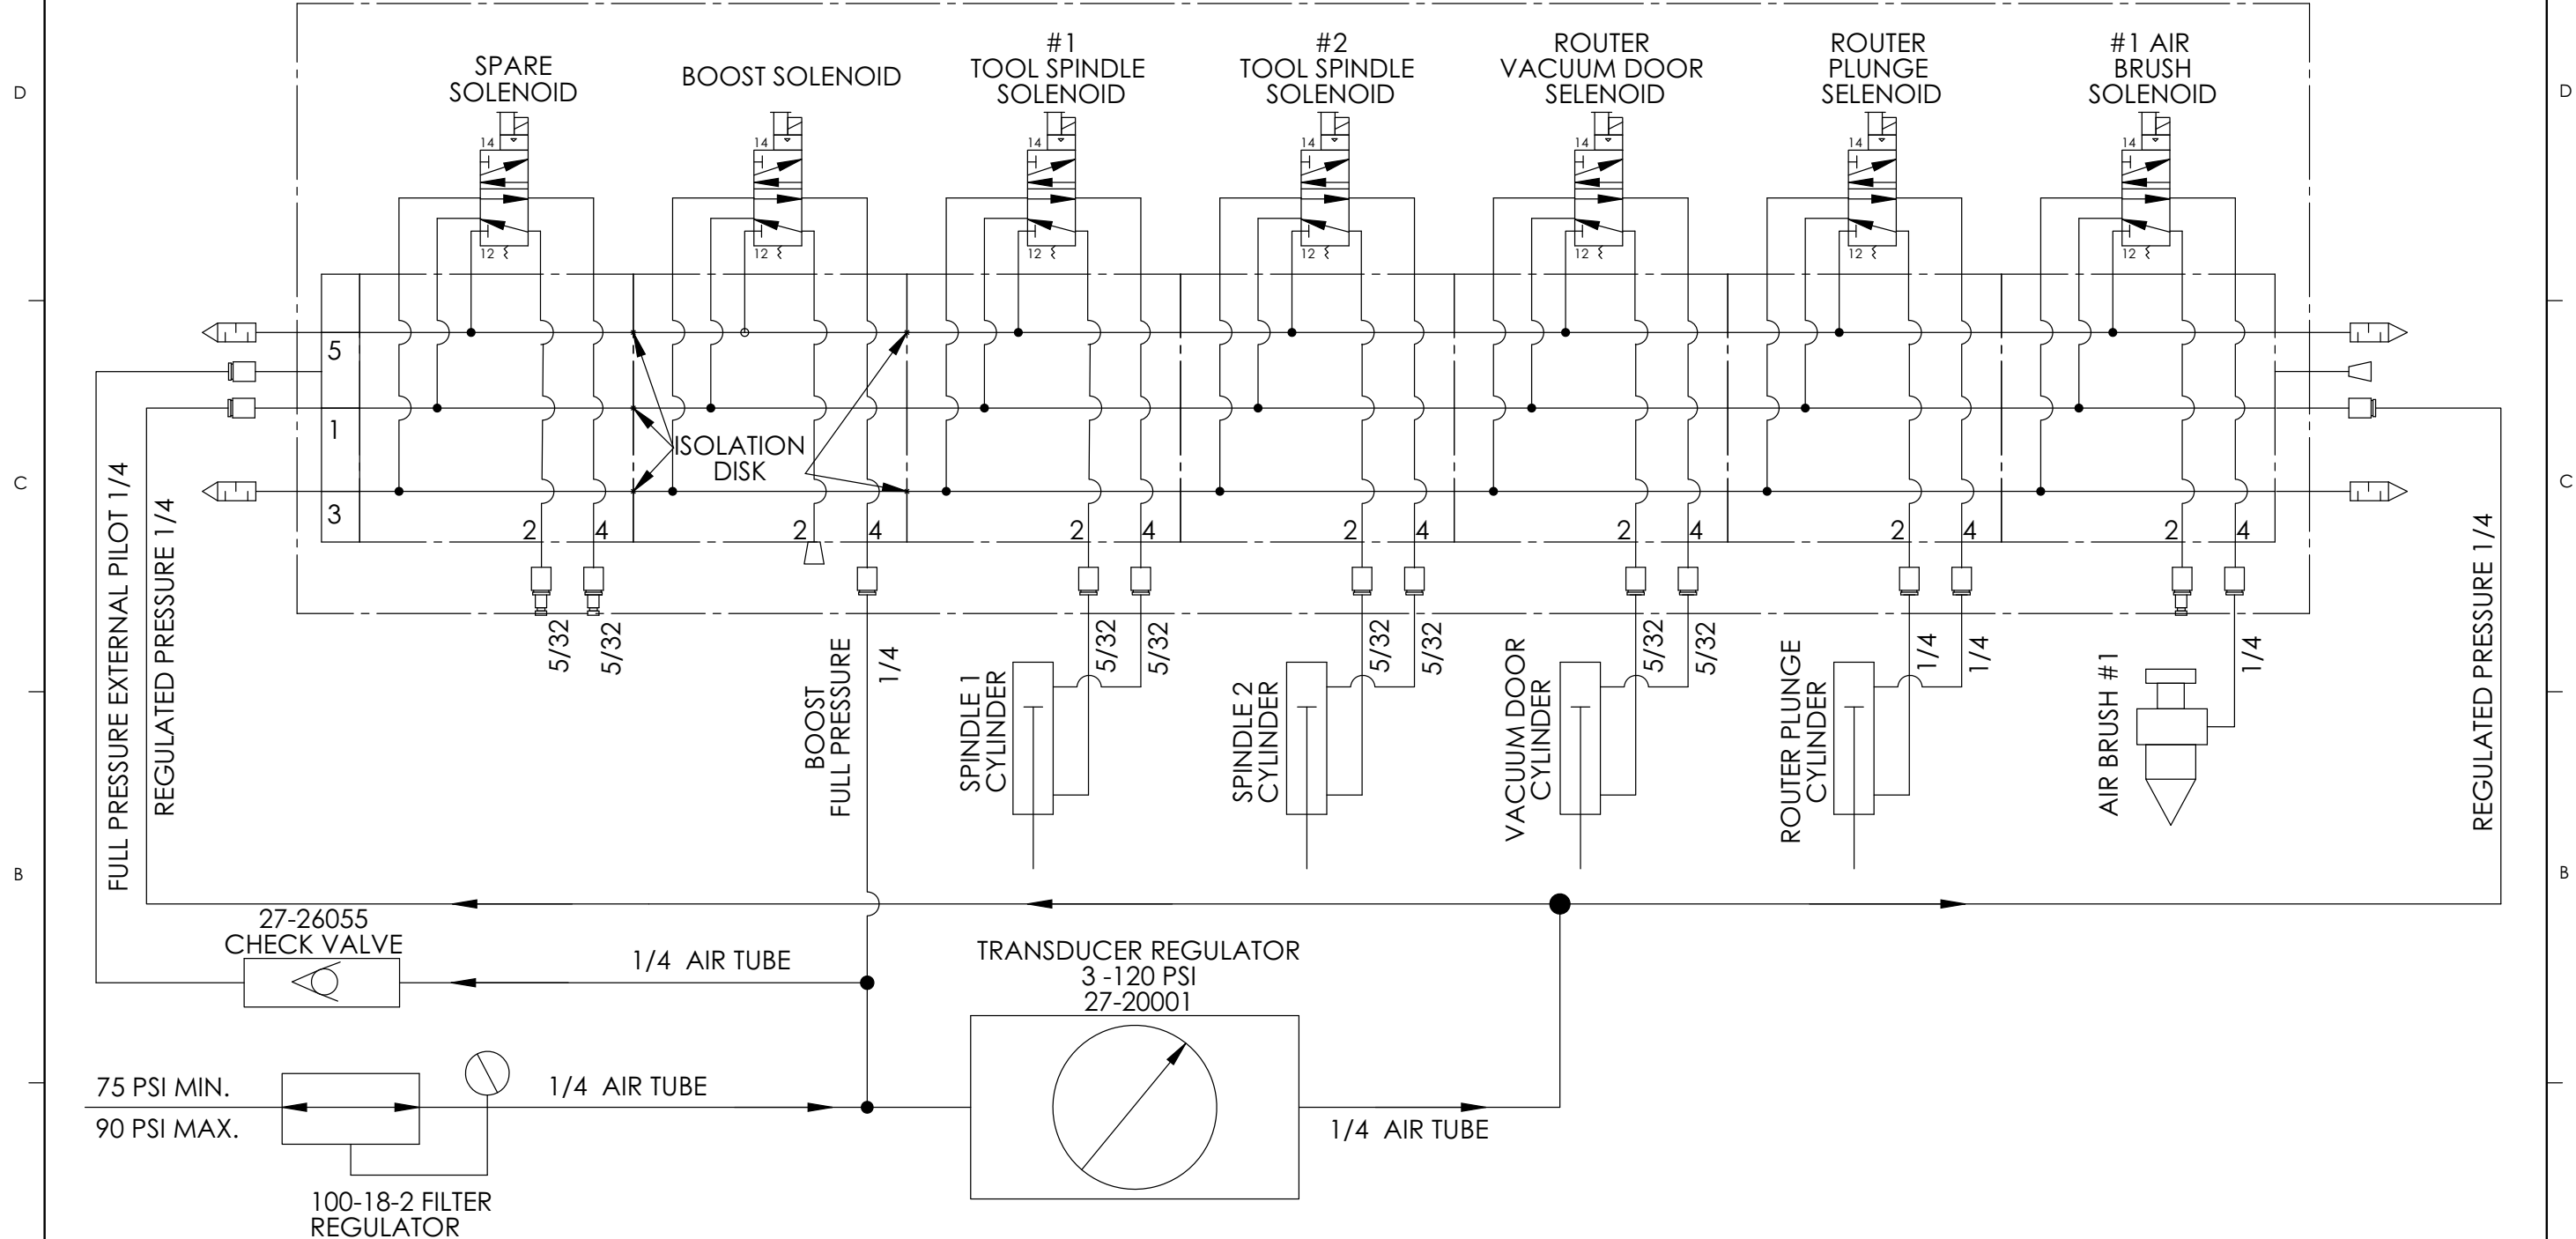 SPARE
SOLENOID
BOOST SOLENOID
#1
TOOL SPINDLE
SOLENOID
#2
TOOL SPINDLE
SOLENOID
ROUTER
VACUUM DOOR
SELENOID
ROUTER
PLUNGE
SELENOID
#1 AIR
BRUSH
SOLENOID
D
D
14
14
14
14
14
14
14
12
12
12
12
12
12
12
5
1
3
ISOLATION
DISK
C
C
2
4
2
4
2
4
2
4
2
4
2
4
2
4
FULL PRESSURE EXTERNAL PILOT 1/4
REGULATED PRESSURE 1/4
5/32
5/32
BOOST
FULL PRESSURE
1/4
SPINDLE 1
CYLINDER
5/32
5/32
SPINDLE 2
CYLINDER
5/32
5/32
VACUUM DOOR
CYLINDER
5/32
5/32
ROUTER PLUNGE
CYLINDER
1/4
1/4
AIR BRUSH #1
1/4
REGULATED PRESSURE 1/4
B
B
27-26055
CHECK VALVE
1/4 AIR TUBE
TRANSDUCER REGULATOR
3 -120 PSI
27-20001
75 PSI MIN.
90 PSI MAX.
1/4 AIR TUBE
1/4 AIR TUBE
100-18-2 FILTER
REGULATOR